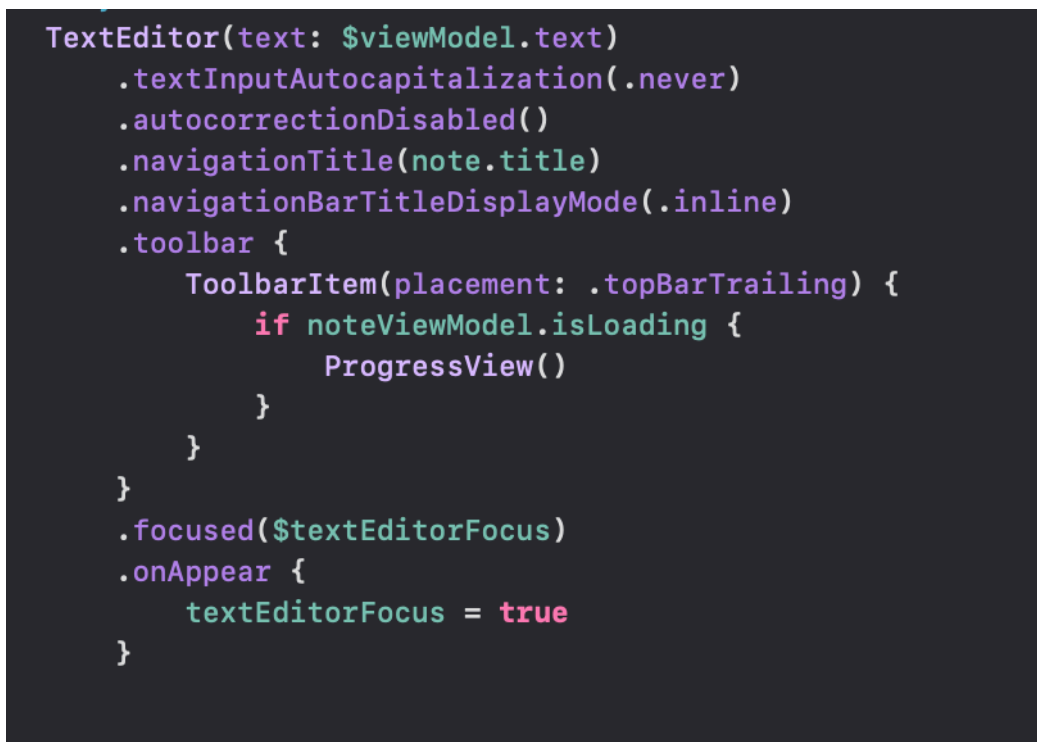 TextEditor(text: $viewModel.text)
.textInputAutocapitalization(.never)
.autocorrectionDisabled()
.navigationTitle(note.title)
.navigationBarTitleDisplayMode(.inline)
.toolbar {
ToolbarItem(placement: .topBarTrailing) {
if noteViewModel.isLoading {
ProgressView()
}
}
}
.focused($textEditorFocus)
.onAppear {
textEditorFocus = true
}